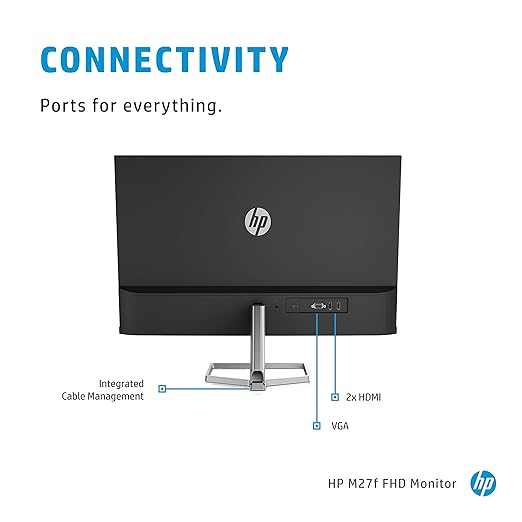 CONNECTIVITY
Ports for everything.
hp
Integrated
Cable Management
2x HDMI
VGA
HP M27f FHD Monitor
hp